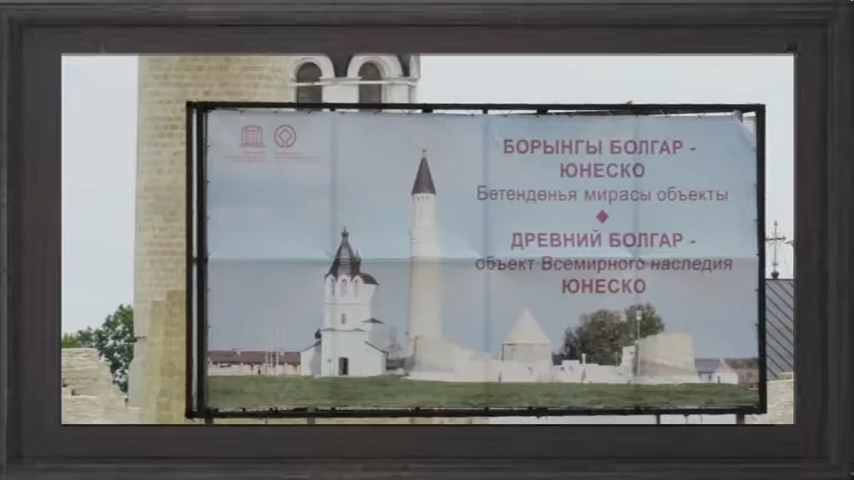 БОРЫНГЫ БОЛГАР -
ЮНЕСКО
Бөтендөнья мирасы объекты
ДРЕВНИЙ БОЛГАР -
объект Всемирного наследия
ЮНЕСКО